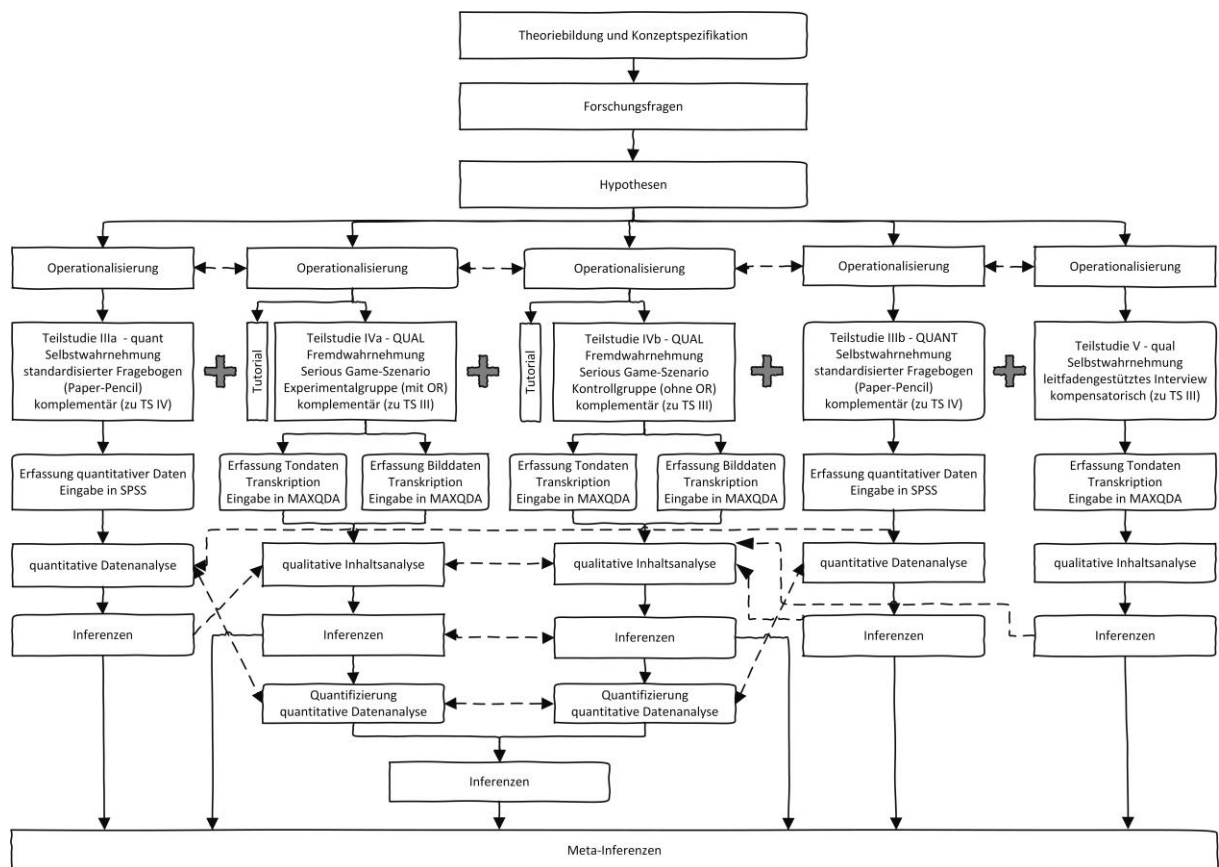 Theoriebildung und Konzeptspezifikation
Forschungsfragen
Hypothesen
Operationalisierung
Operationalisierung
Operationalisierung
Operationalisierung
Operationalisierung
Teilstudie IIIa - quant
Selbstwahrnehmung
standardisierter Fragebogen
(Paper-Pencil)
komplementär (zu TS IV)
Tutorial
Teilstudie IVa - QUAL
Fremdwahrnehmung
Serious Game-Szenario
Experimentalgruppe (mit OR)
komplementär (zu TS III)
Tutorial
Teilstudie IVb - QUAL
Fremdwahrnehmung
Serious Game-Szenario
Kontrollgruppe (ohne OR)
komplementär (zu TS III)
Teilstudie IIIb - QUANT
Selbstwahrnehmung
standardisierter Fragebogen
(Paper-Pencil)
komplementär (zu TS IV)
Teilstudie V - qual
Selbstwahrnehmung
leitfadengestütztes Interview
kompensatorisch (zu TS III)
Erfassung quantitativer Daten
Eingabe in SPSS
Erfassung Tondaten
Transkription
Eingabe in MAXQDA
Erfassung Bilddaten
Transkription
Eingabe in MAXQDA
Erfassung Tondaten
Transkription
Eingabe in MAXQDA
Erfassung Bilddaten
Transkription
Eingabe in MAXQDA
Erfassung quantitativer Daten
Eingabe in SPSS
Erfassung Tondaten
Transkription
Eingabe in MAXQDA
quantitative Datenanalyse
qualitative Inhaltsanalyse
qualitative Inhaltsanalyse
quantitative Datenanalyse
qualitative Inhaltsanalyse
Inferenzen
Inferenzen
Inferenzen
Inferenzen
Inferenzen
Quantifizierung
quantitative Datenanalyse
Quantifizierung
quantitative Datenanalyse
Inferenzen
Meta-Inferenzen